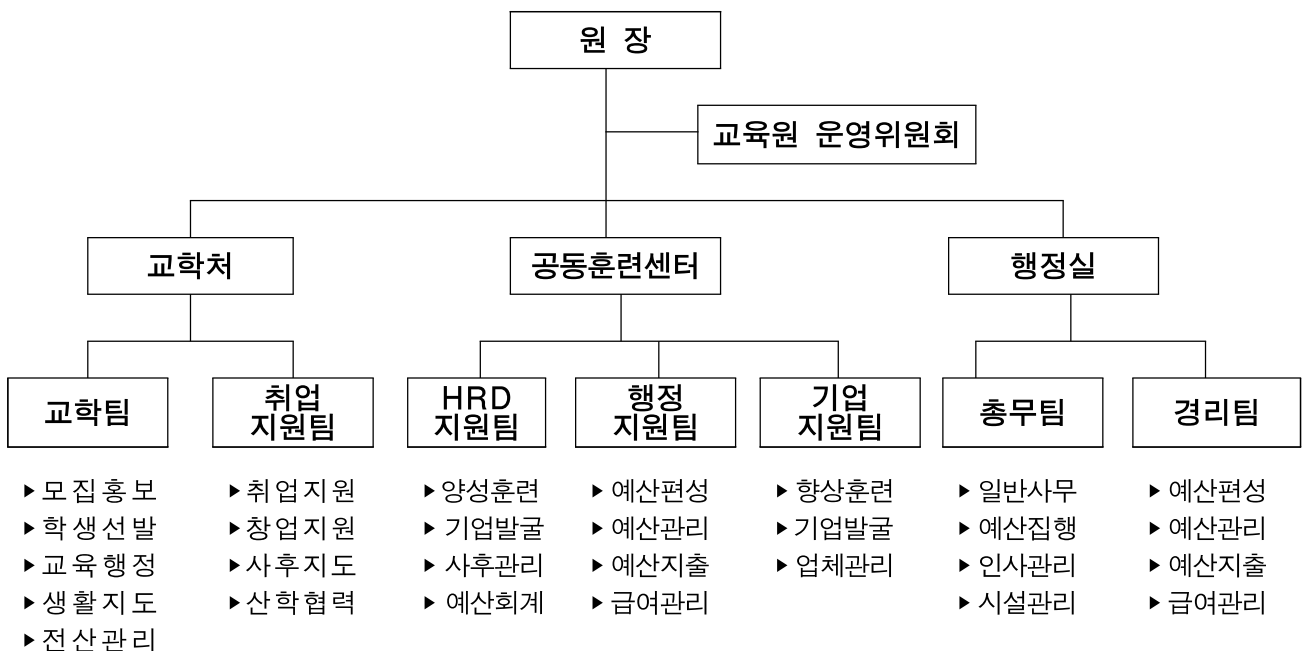 원 장
교육원 운영위원회
교학처
공동훈련센터
행정실
교학팀
취업
지원팀
HRD
지원팀
행정
지원팀
기업
지원팀
총무팀
경리팀
▶모집홍보
▶학생선발
▶교육행정
▶생활지도
▶전산관리
▶취업지원
▶창업지원
▶사후지도
▶산학협력
▶양성훈련
▶기업발굴
▶사후관리
▶예산회계
▶예산편성
▶예산관리
▶예산지출
▶급여관리
▶향상훈련
▶기업발굴
▶업체관리
▶일반사무
▶예산집행
▶인사관리
▶시설관리
▶예산편성
▶예산관리
▶예산지출
▶급여관리